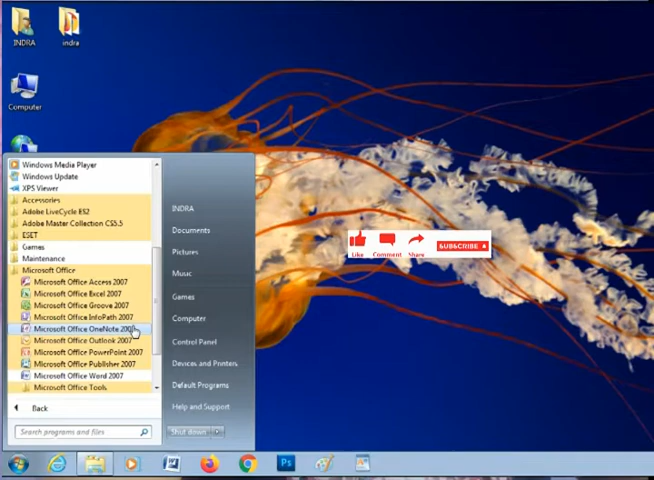 INDRA
indra
Computer
Windows Media Player
Windows Update
XPS Viewer
Accessories
Adobe LiveCycle ES2
Adobe Master Collection CS5.5
ESET
Games
Maintenance
Microsoft Office
Microsoft Office Access 2007
Microsoft Office Excel 2007
Microsoft Office Groove 2007
Microsoft Office InfoPath 2007
Microsoft Office OneNote 2007
Microsoft Office Outlook 2007
Microsoft Office PowerPoint 2007
Microsoft Office Publisher 2007
Microsoft Office Word 2007
Microsoft Office Tools
Back
Search programs and files
INDRA
Documents
Pictures
Music
Games
Computer
Control Panel
Devices and Printers
Default Programs
Help and Support
Shut down
Like Comment Share SUBSCRIBE
W
Ps